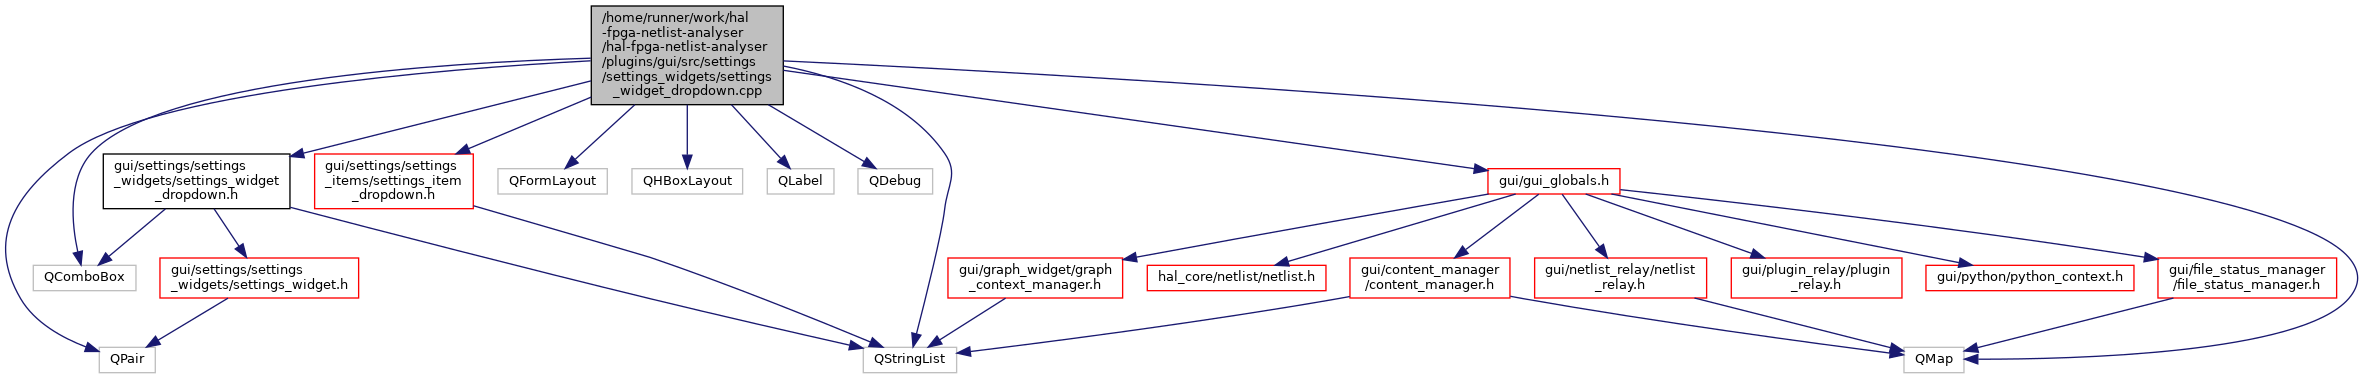 /home/runner/work/hal
-fpga-netlist-analyser
/hal-fpga-netlist-analyser
/plugins/gui/src/settings
/settings_widgets/settings
_widget_dropdown.cpp
gui/settings/settings
_widgets/settings_widget
_dropdown.h
gui/settings/settings
_items/settings_item
_dropdown.h
QFormLayout
QHBoxLayout
QLabel
QDebug
gui/gui_globals.h
QComboBox
gui/settings/settings
_widgets/settings_widget.h
gui/graph_widget/graph
_context_manager.h
hal_core/netlist/netlist.h
gui/content_manager
/content_manager.h
gui/netlist_relay/netlist
_relay.h
gui/plugin_relay/plugin
_relay.h
gui/python/python_context.h
gui/file_status_manager
/file_status_manager.h
QPair
QStringList
QMap